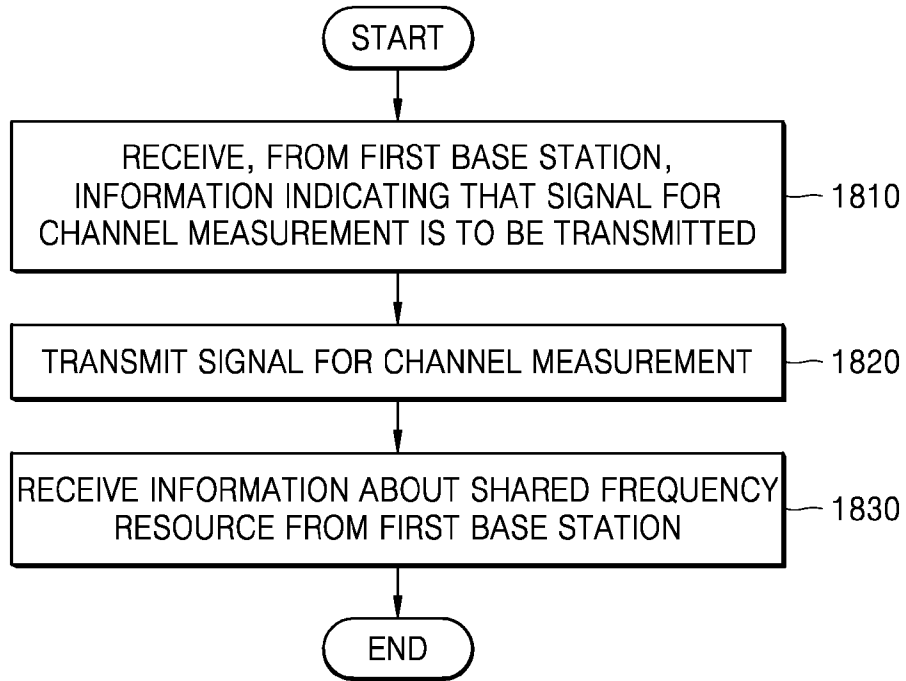 START
RECEIVE, FROM FIRST BASE STATION,
INFORMATION INDICATING THAT SIGNAL FOR
CHANNEL MEASUREMENT IS TO BE TRANSMITTED
1810
TRANSMIT SIGNAL FOR CHANNEL MEASUREMENT
1820
RECEIVE INFORMATION ABOUT SHARED FREQUENCY
RESOURCE FROM FIRST BASE STATION
1830
END